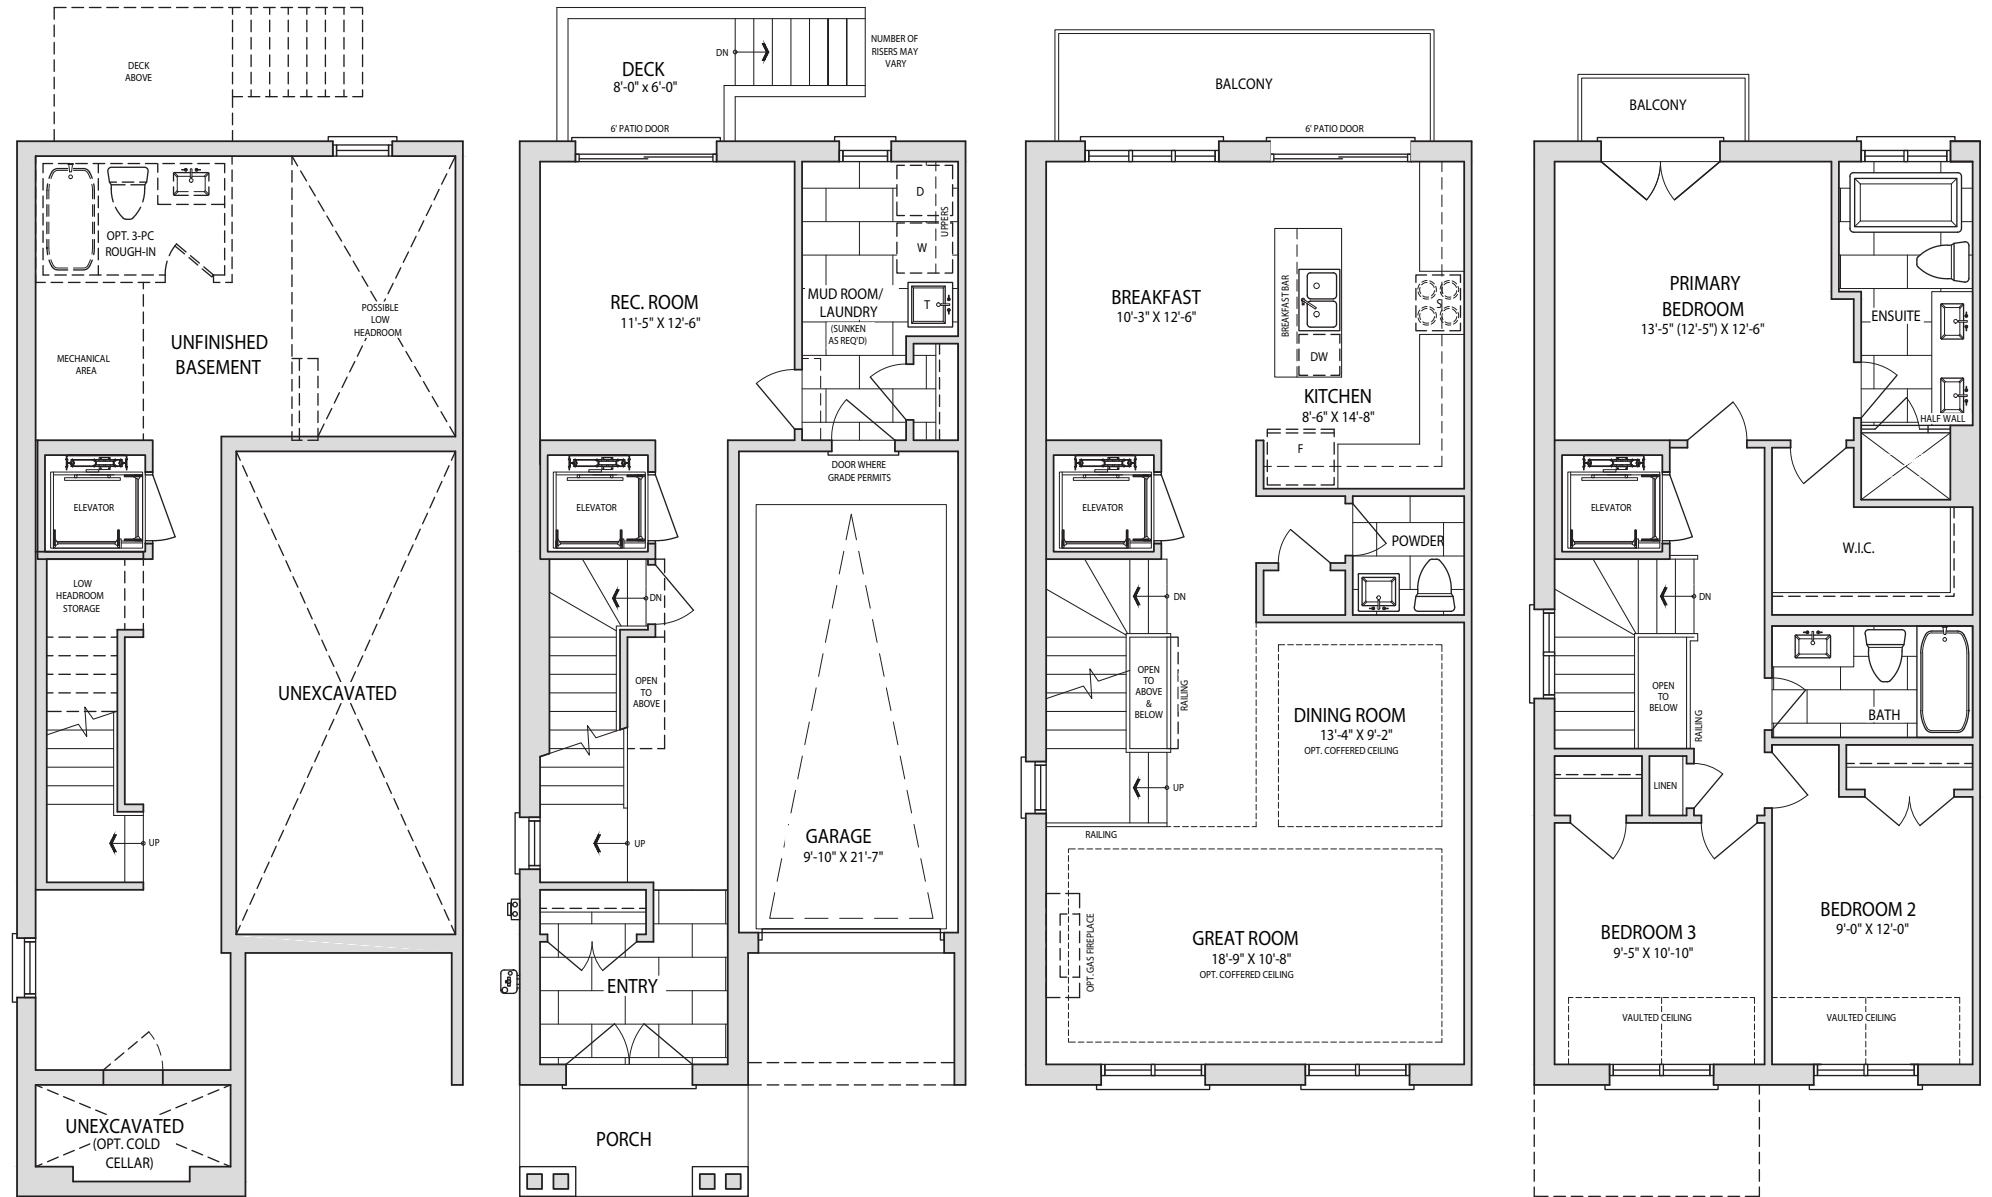 DECK
ABOVE
OPT. 3-PC
ROUGH-IN
POSSIBLE
LOW
HEADROOM
UNFINISHED
BASEMENT
MECHANICAL
AREA
ELEVATOR
LOW
HEADROOM
STORAGE
UNEXCAVATED
UP
UNEXCAVATED
(OPT. COLD
CELLAR)
DECK
8'-0" x 6'-0"
DN
NUMBER OF
RISERS MAY
VARY
6' PATIO DOOR
D
UPPERS
W
REC. ROOM
11'-5" X 12'-6"
MUD ROOM/
LAUNDRY
(SUNKEN
AS REQ'D)
T
DOOR WHERE
GRADE PERMITS
ELEVATOR
DN
OPEN
TO
ABOVE
UP
GARAGE
9'-10" X 21'-7"
ENTRY
PORCH
BALCONY
6' PATIO DOOR
BREAKFAST
10'-3" X 12'-6"
BREAKFAST BAR
S
DW
KITCHEN
8'-6" X 14'-8"
F
ELEVATOR
POWDER
DN
OPEN
TO
ABOVE
&
BELOW
RAILING
DINING ROOM
13'-4" X 9'-2"
OPT. COFFERED CEILING
UP
RAILING
OPT. GAS FIREPLACE
GREAT ROOM
18'-9" X 10'-8"
OPT. COFFERED CEILING
BALCONY
PRIMARY
BEDROOM
13'-5" (12'-5") X 12'-6"
ENSUITE
HALF WALL
ELEVATOR
W.I.C.
DN
OPEN
TO
BELOW
RAILING
BATH
LINEN
BEDROOM 3
9'-5" X 10'-10"
VAULTED CEILING
BEDROOM 2
9'-0" X 12'-0"
VAULTED CEILING